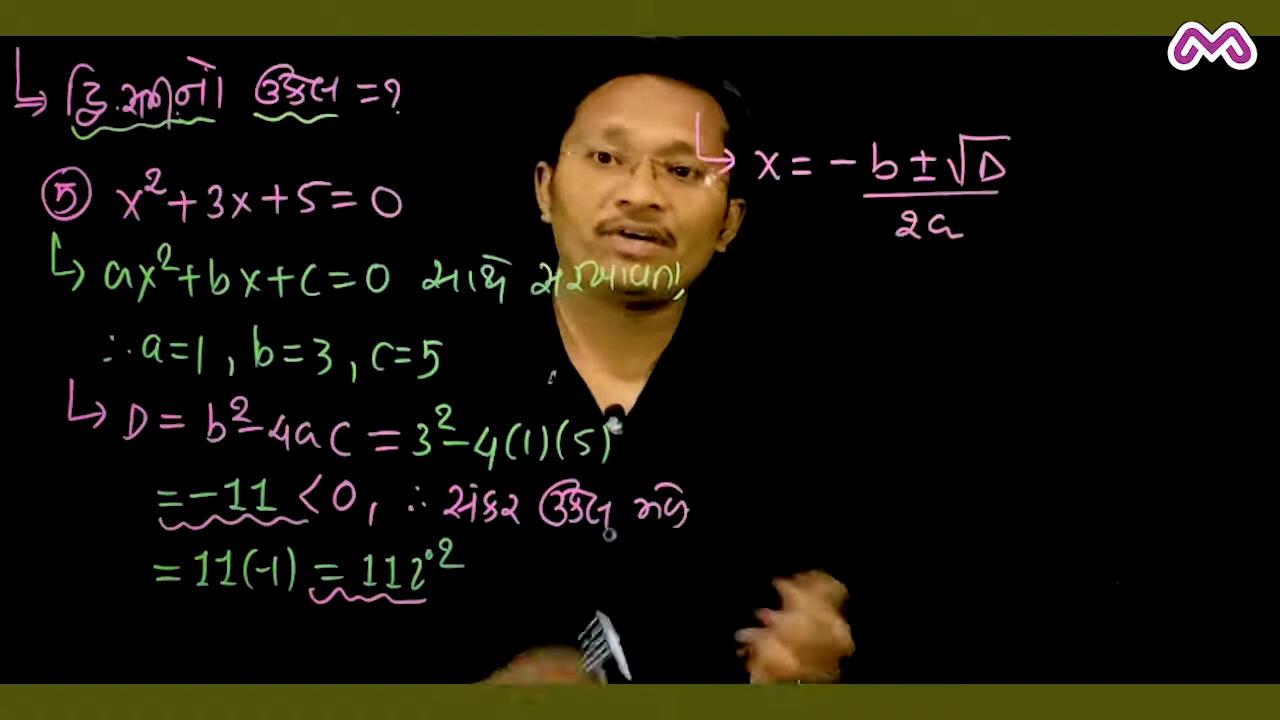 ↳ દ્વિ.સમી.નો ઉકેલ = ?
⑤ x²+3x+5=0
↳ ax²+bx+c=0 સાથે સરખાવતા,
∴ a=1, b=3, c=5
↳ D = b²-4ac = 3²-4(1)(5)
= -11 < 0, ∴ સંકર ઉકેલ મળે
= 11(-1) = 11i²
↳ x = -b ± √D
2a
M